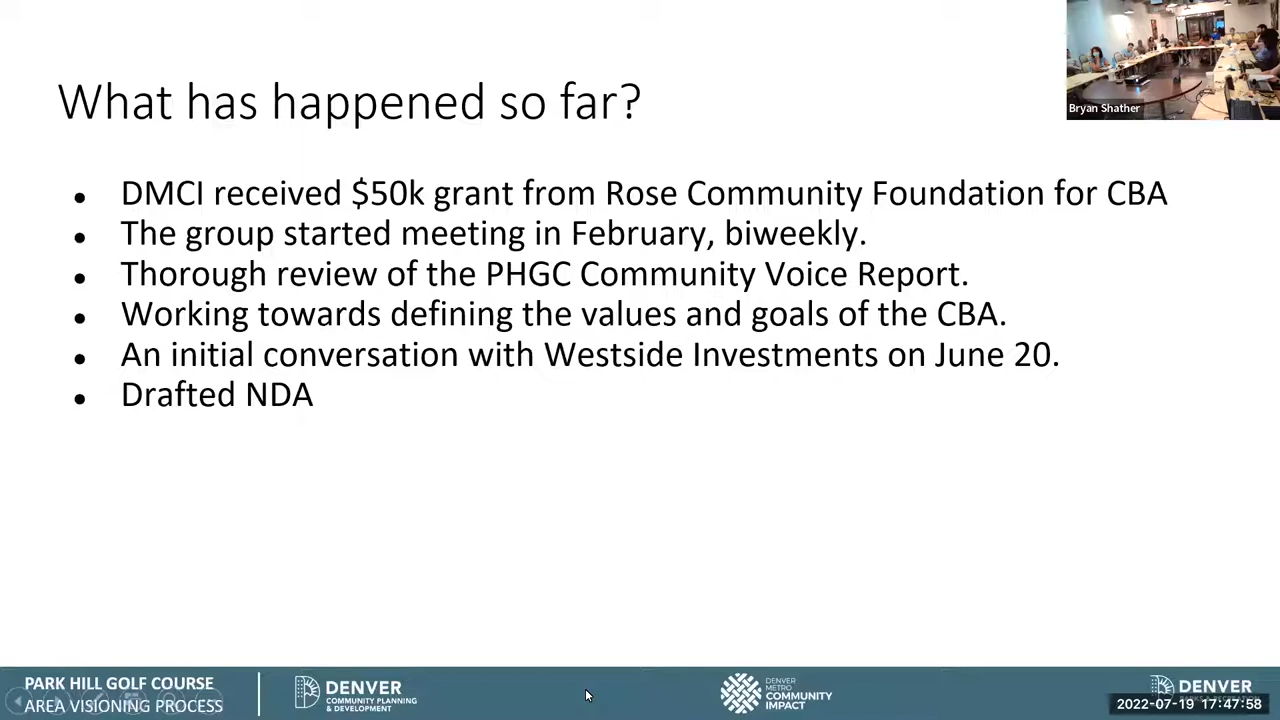 Bryan Shather
What has happened so far?
• DMCI received $50k grant from Rose Community Foundation for CBA
• The group started meeting in February, biweekly.
• Thorough review of the PHGC Community Voice Report.
• Working towards defining the values and goals of the CBA.
• An initial conversation with Westside Investments on June 20.
• Drafted NDA
PARK HILL GOLF COURSE
AREA VISIONING PROCESS
DENVER
COMMUNITY PLANNING
& DEVELOPMENT
DENVER
METRO
COMMUNITY
IMPACT
DENVER
2022-07-19 17:47:58